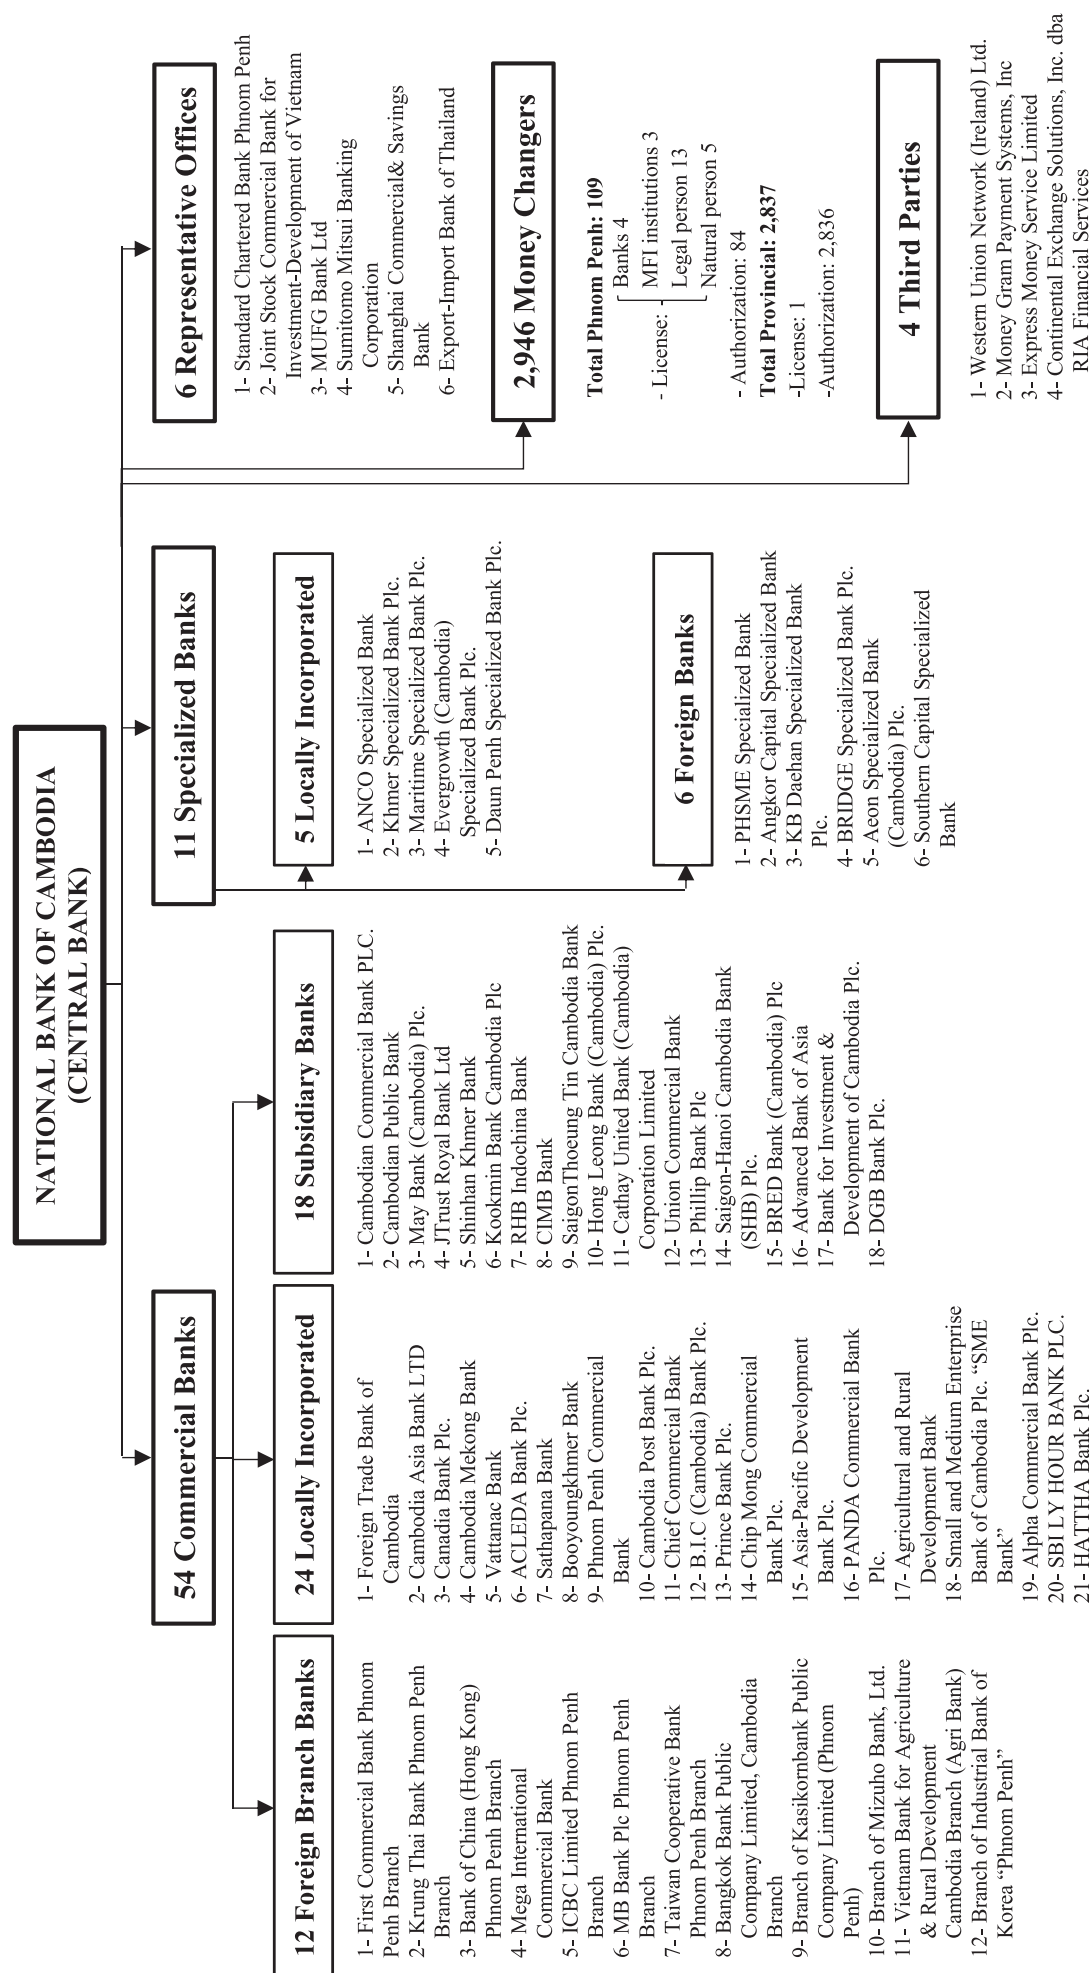 NATIONAL BANK OF CAMBODIA
(CENTRAL BANK)
54 Commercial Banks
12 Foreign Branch Banks
1- First Commercial Bank Phnom
Penh Branch
2- Krung Thai Bank Phnom Penh
Branch
3- Bank of China (Hong Kong)
Phnom Penh Branch
4- Mega International
Commercial Bank
5- ICBC Limited Phnom Penh
Branch
6- MB Bank Plc Phnom Penh
Branch
7- Taiwan Cooperative Bank
Phnom Penh Branch
8- Bangkok Bank Public
Company Limited, Cambodia
Branch
9- Branch of Kasikornbank Public
Company Limited (Phnom
Penh)
10- Branch of Mizuho Bank, Ltd.
11- Vietnam Bank for Agriculture
& Rural Development
Cambodia Branch (Agri Bank)
12- Branch of Industrial Bank of
Korea “Phnom Penh”
24 Locally Incorporated
1- Foreign Trade Bank of
Cambodia
2- Cambodia Asia Bank LTD
3- Canadia Bank Plc.
4- Cambodia Mekong Bank
5- Vattanac Bank
6- ACLEDA Bank Plc.
7- Sathapana Bank
8- Booyoungkhmer Bank
9- Phnom Penh Commercial
Bank
10- Cambodia Post Bank Plc.
11- Chief Commercial Bank
12- B.I.C (Cambodia) Bank Plc.
13- Prince Bank Plc.
14- Chip Mong Commercial
Bank Plc.
15- Asia-Pacific Development
Bank Plc.
16- PANDA Commercial Bank
Plc.
17- Agricultural and Rural
Development Bank
18- Small and Medium Enterprise
Bank of Cambodia Plc. “SME
Bank”
19- Alpha Commercial Bank Plc.
20- SBI LY HOUR BANK PLC.
21- HATTHA Bank Plc.
18 Subsidiary Banks
1- Cambodian Commercial Bank PLC.
2- Cambodian Public Bank
3- May Bank (Cambodia) Plc.
4- JTrust Royal Bank Ltd
5- Shinhan Khmer Bank
6- Kookmin Bank Cambodia Plc
7- RHB Indochina Bank
8- CIMB Bank
9- SaigonThoeung Tin Cambodia Bank
10- Hong Leong Bank (Cambodia) Plc.
11- Cathay United Bank (Cambodia)
Corporation Limited
12- Union Commercial Bank
13- Phillip Bank Plc
14- Saigon-Hanoi Cambodia Bank
(SHB) Plc.
15- BRED Bank (Cambodia) Plc
16- Advanced Bank of Asia
17- Bank for Investment &
Development of Cambodia Plc.
18- DGB Bank Plc.
11 Specialized Banks
5 Locally Incorporated
1- ANCO Specialized Bank
2- Khmer Specialized Bank Plc.
3- Maritime Specialized Bank Plc.
4- Evergrowth (Cambodia)
Specialized Bank Plc.
5- Daun Penh Specialized Bank Plc.
6 Foreign Banks
1- PHSME Specialized Bank
2- Angkor Capital Specialized Bank
3- KB Daehan Specialized Bank
Plc.
4- BRIDGE Specialized Bank Plc.
5- Aeon Specialized Bank
(Cambodia) Plc.
6- Southern Capital Specialized
Bank
6 Representative Offices
1- Standard Chartered Bank Phnom Penh
2- Joint Stock Commercial Bank for
Investment-Development of Vietnam
3- MUFG Bank Ltd
4- Sumitomo Mitsui Banking
Corporation
5- Shanghai Commercial& Savings
Bank
6- Export-Import Bank of Thailand
2,946 Money Changers
Total Phnom Penh: 109
Banks 4
MFI institutions 3
- License:
Legal person 13
Natural person 5
- Authorization: 84
Total Provincial: 2,837
-License: 1
-Authorization: 2,836
4 Third Parties
1- Western Union Network (Ireland) Ltd.
2- Money Gram Payment Systems, Inc
3- Express Money Service Limited
4- Continental Exchange Solutions, Inc. dba
RIA Financial Services